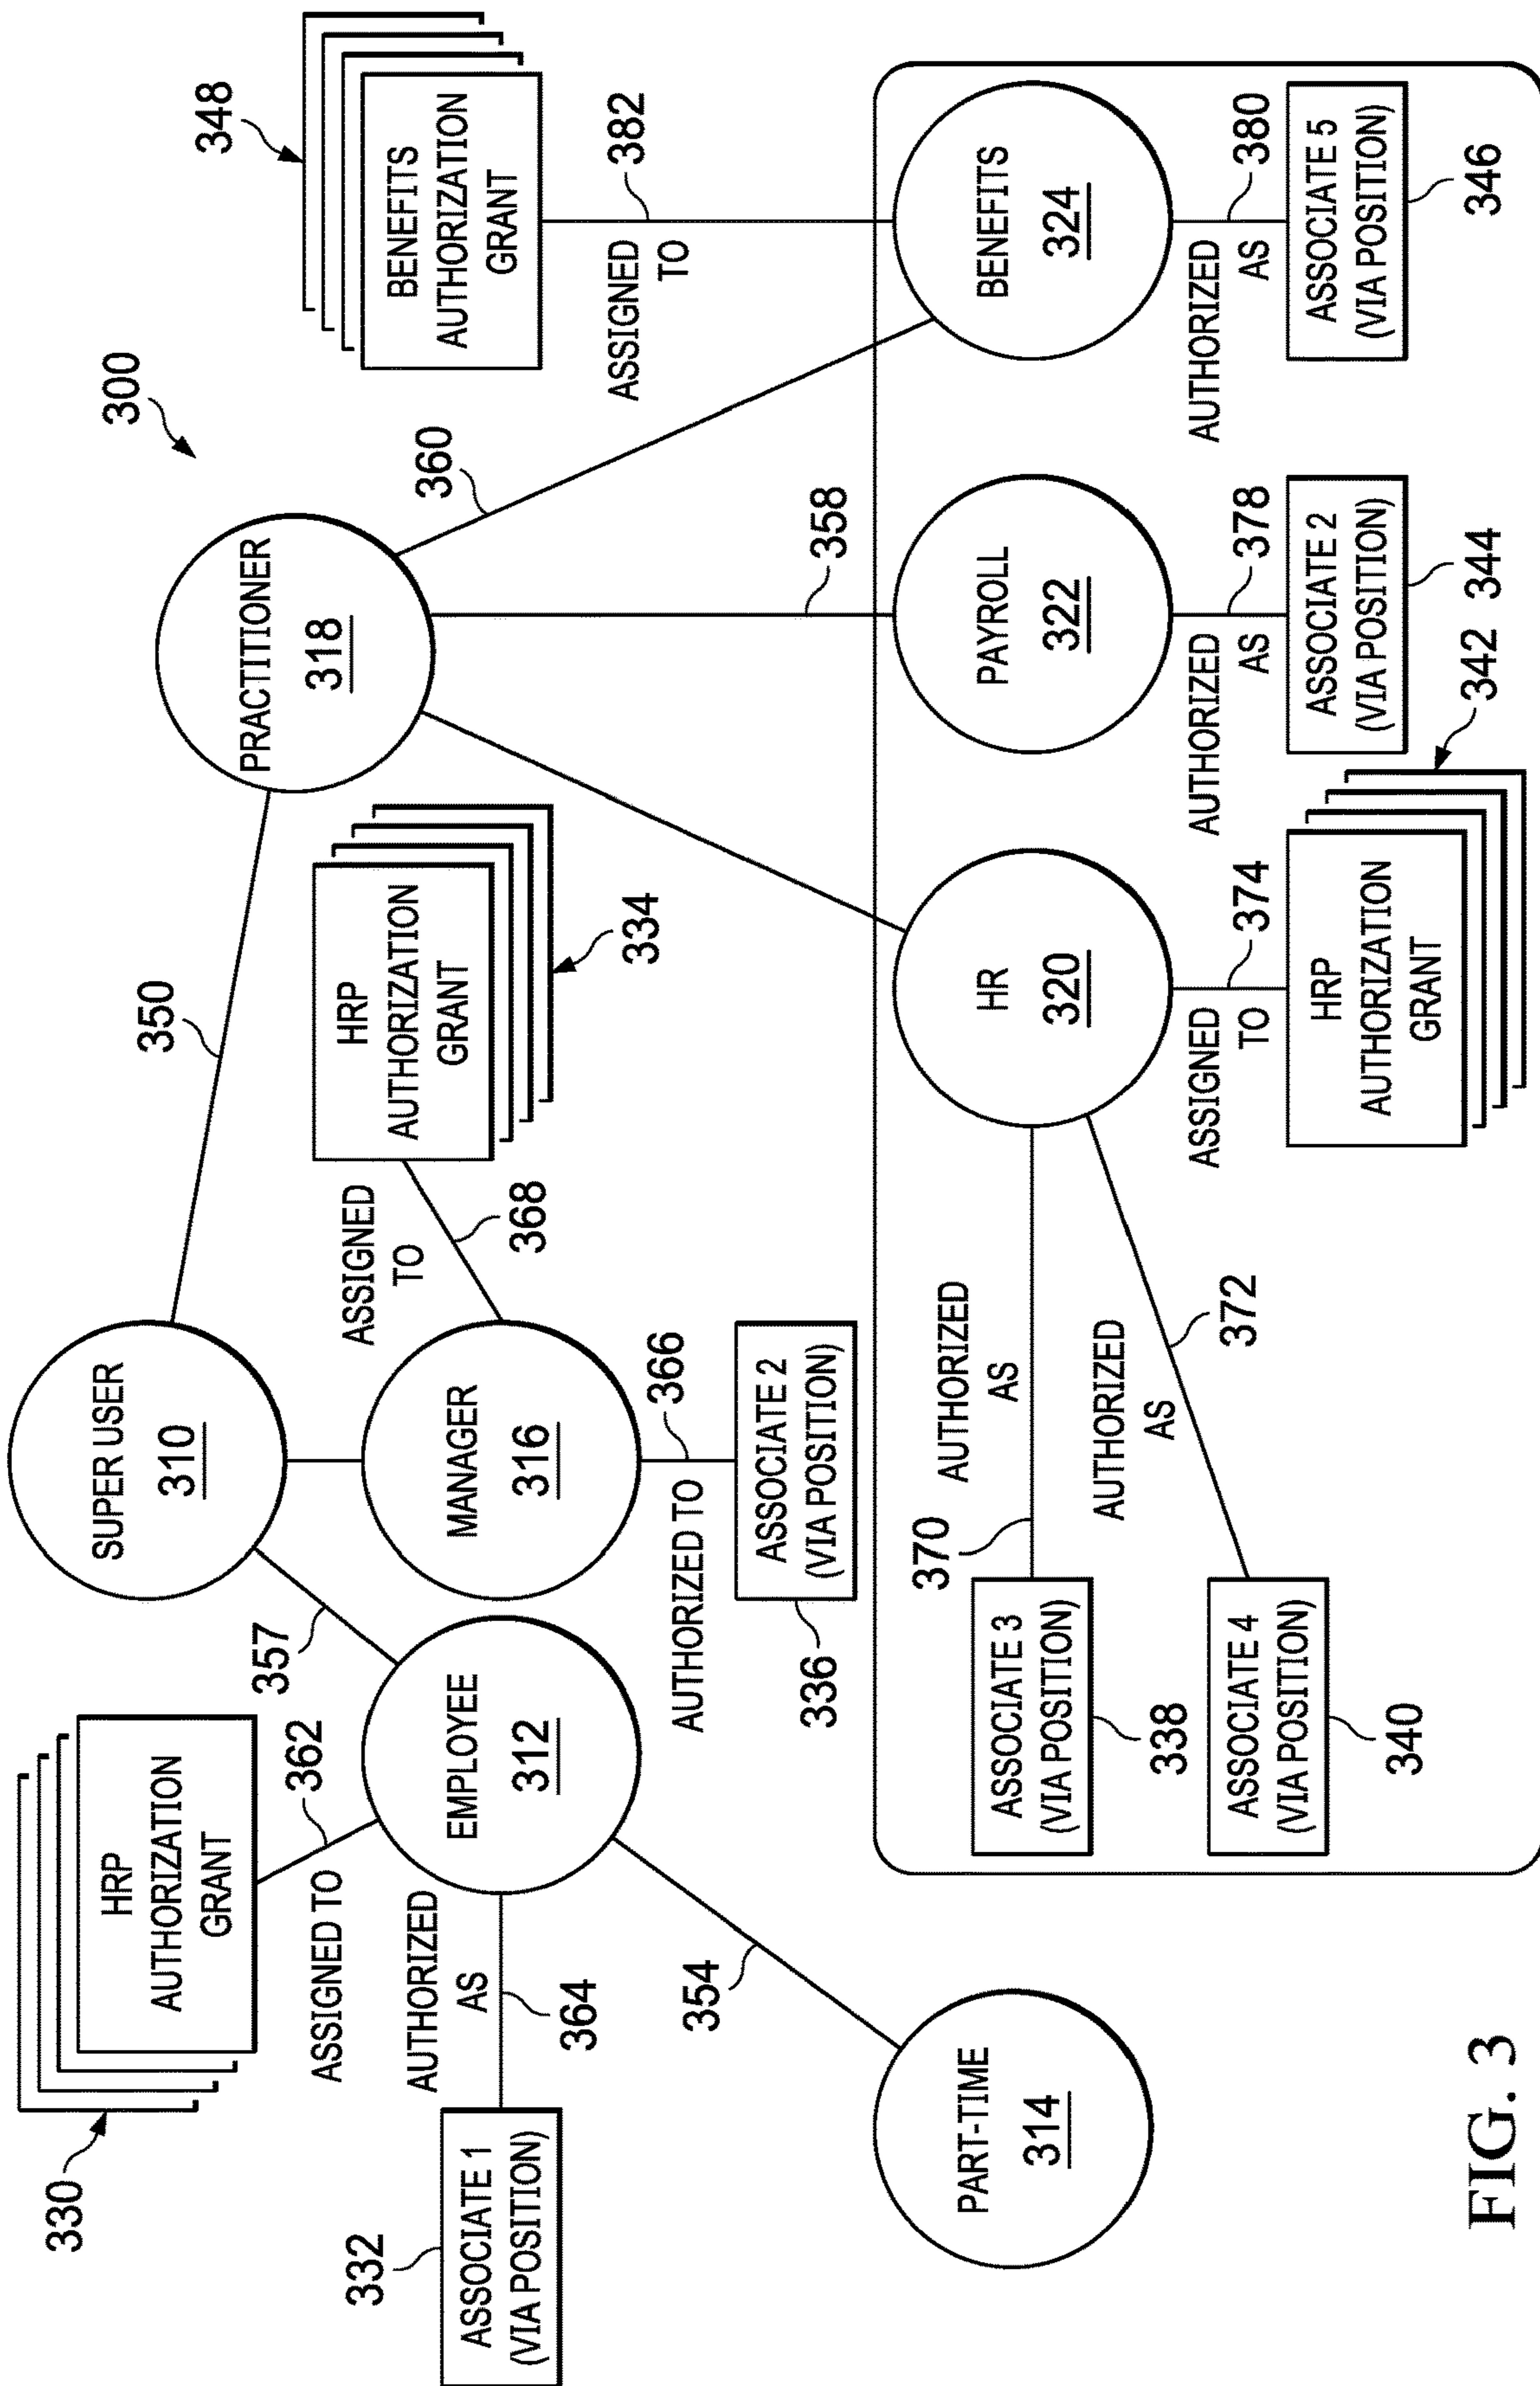 300
SUPER USER
310
PRACTITIONER
318
350
357
360
358
330
HRP
AUTHORIZATION
GRANT
ASSIGNED TO
362
EMPLOYEE
312
AUTHORIZED
AS
364
332
ASSOCIATE 1
(VIA POSITION)
354
PART-TIME
314
MANAGER
316
ASSIGNED
TO
368
HRP
AUTHORIZATION
GRANT
334
AUTHORIZED TO
366
ASSOCIATE 2
(VIA POSITION)
336
348
BENEFITS
AUTHORIZATION
GRANT
ASSIGNED
TO
382
HR
320
PAYROLL
322
BENEFITS
324
AUTHORIZED
AS
370
ASSOCIATE 3
(VIA POSITION)
338
AUTHORIZED
AS
372
ASSOCIATE 4
(VIA POSITION)
340
ASSIGNED
TO
374
HRP
AUTHORIZATION
GRANT
342
AUTHORIZED
AS
378
ASSOCIATE 2
(VIA POSITION)
344
AUTHORIZED
AS
380
ASSOCIATE 5
(VIA POSITION)
346
FIG. 3